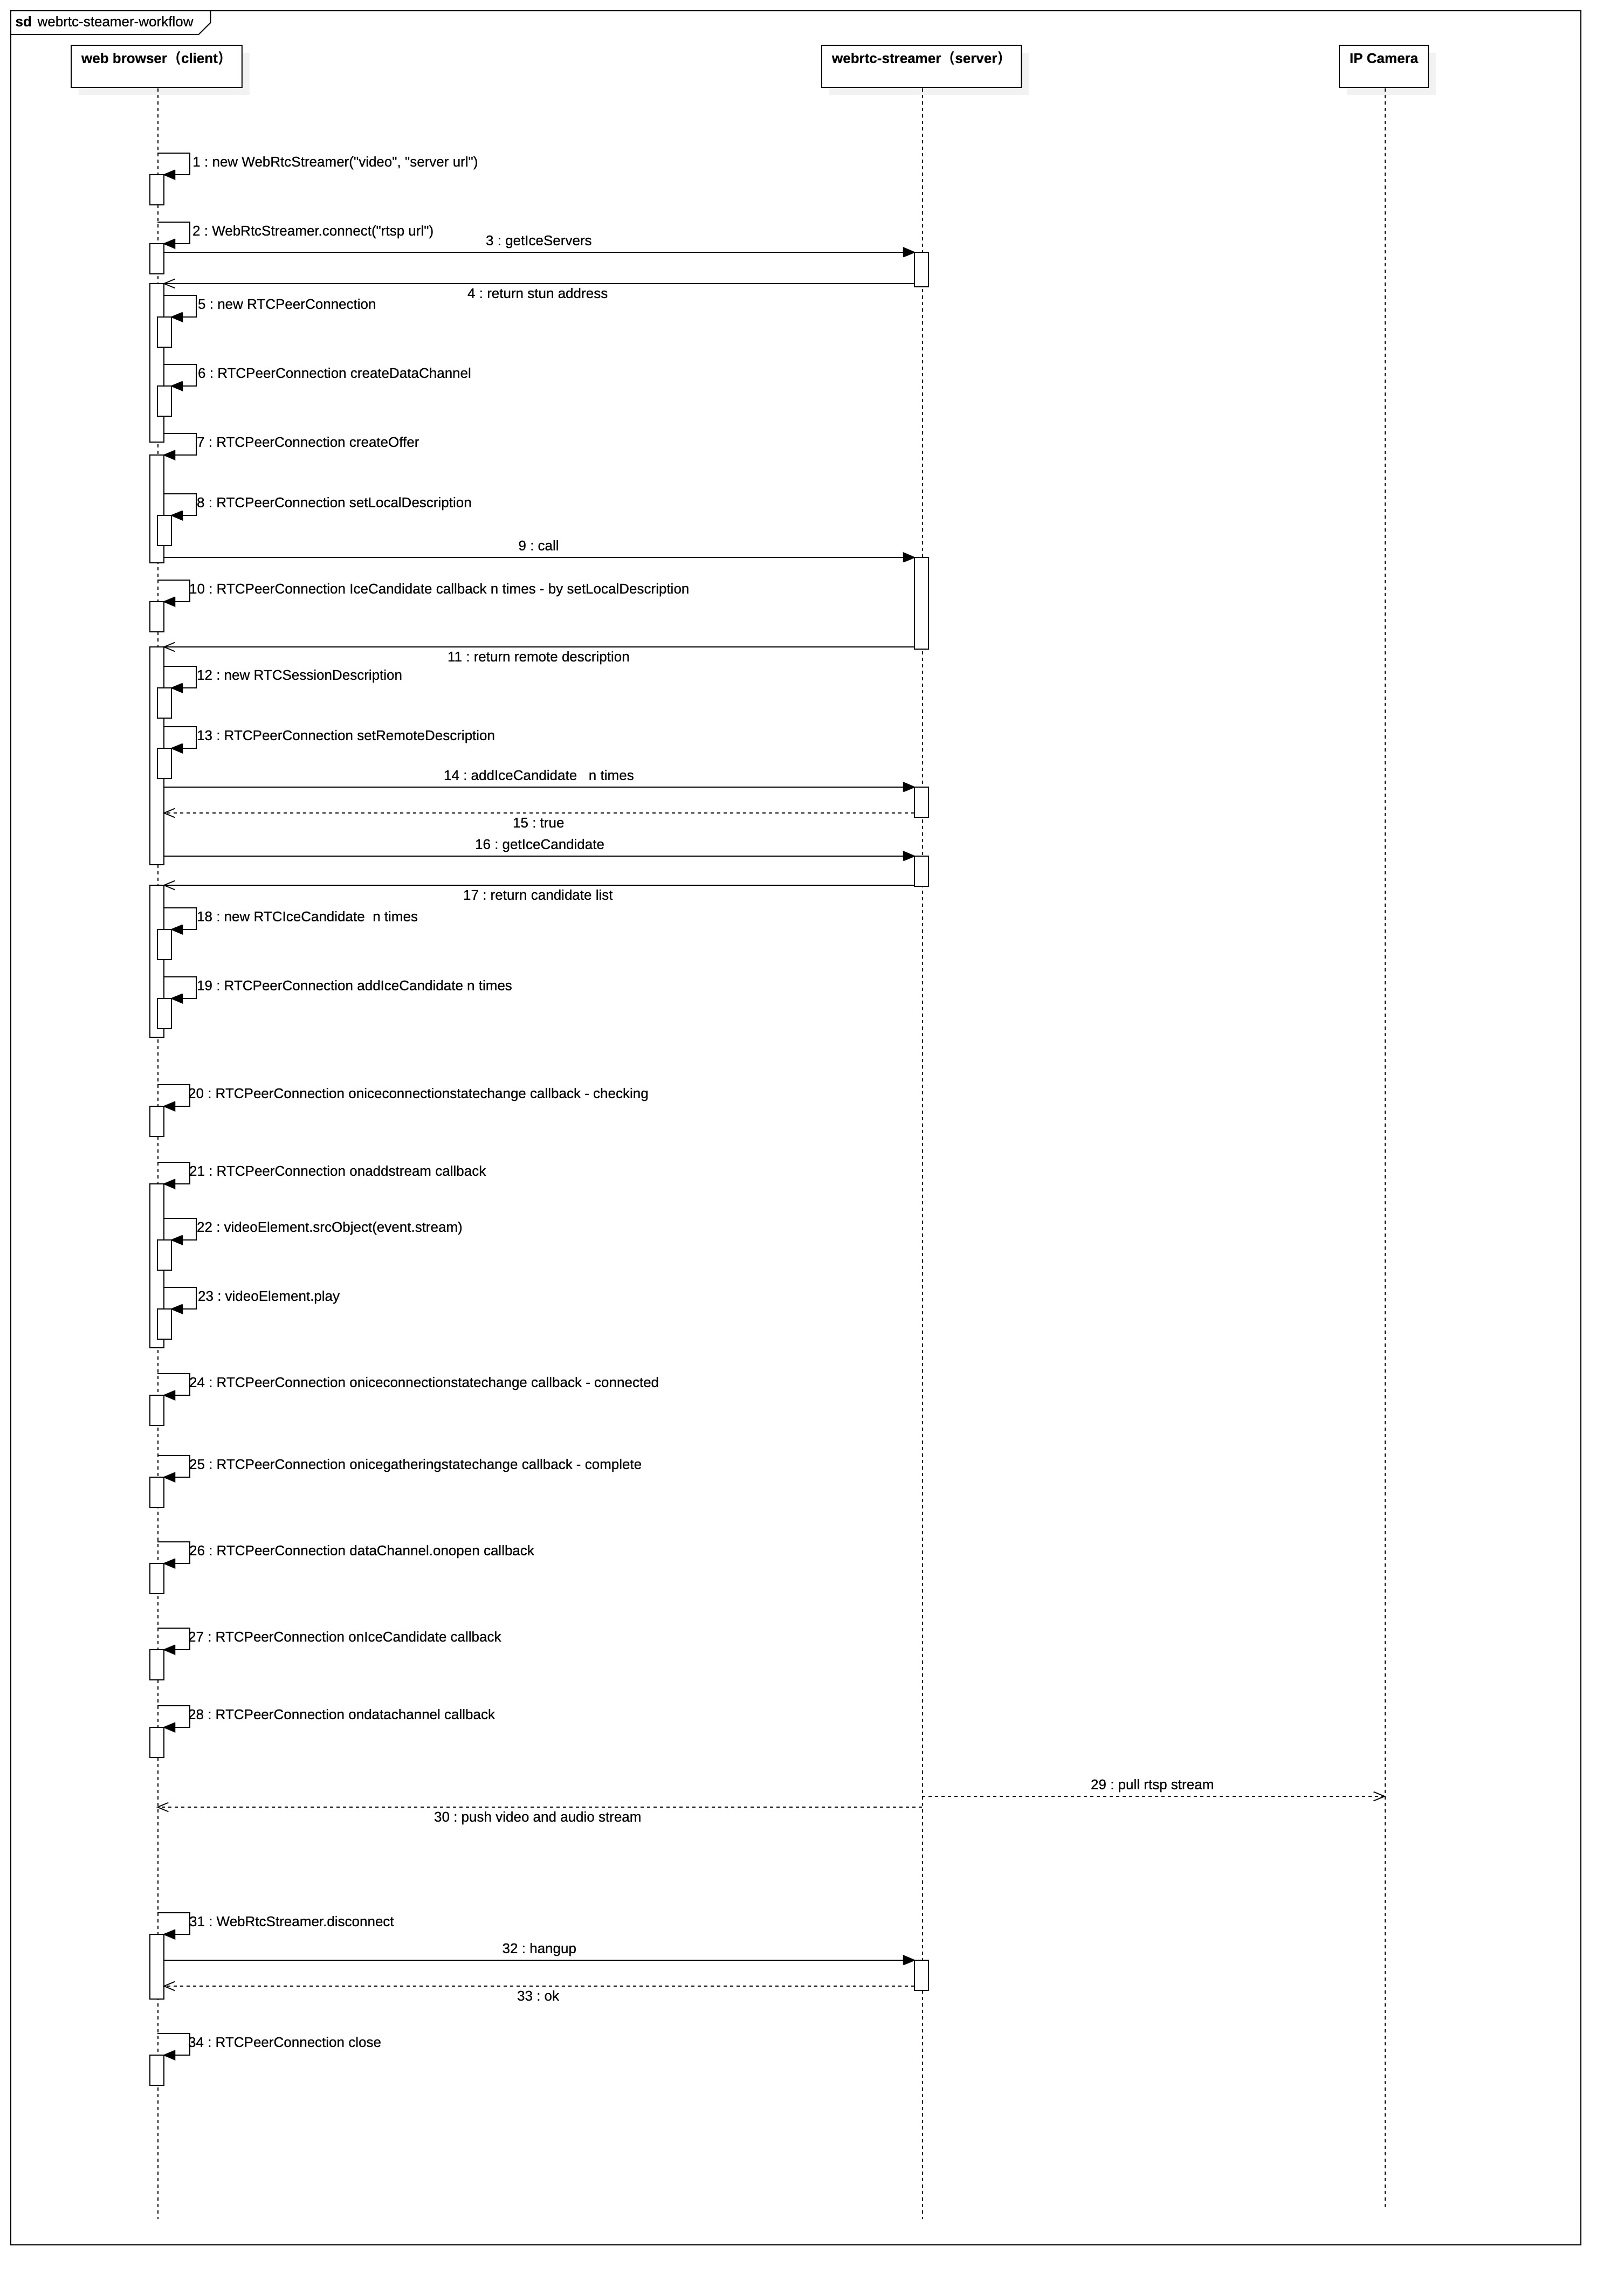 sd webrtc-steamer-workflow
web browser（client）
webrtc-streamer（server）
IP Camera
1 : new WebRtcStreamer("video", "server url")
2 : WebRtcStreamer.connect("rtsp url")
3 : getIceServers
4 : return stun address
5 : new RTCPeerConnection
6 : RTCPeerConnection createDataChannel
7 : RTCPeerConnection createOffer
8 : RTCPeerConnection setLocalDescription
9 : call
10 : RTCPeerConnection IceCandidate callback n times - by setLocalDescription
11 : return remote description
12 : new RTCSessionDescription
13 : RTCPeerConnection setRemoteDescription
14 : addIceCandidate   n times
15 : true
16 : getIceCandidate
17 : return candidate list
18 : new RTCIceCandidate  n times
19 : RTCPeerConnection addIceCandidate n times
20 : RTCPeerConnection oniceconnectionstatechange callback - checking
21 : RTCPeerConnection onaddstream callback
22 : videoElement.srcObject(event.stream)
23 : videoElement.play
24 : RTCPeerConnection oniceconnectionstatechange callback - connected
25 : RTCPeerConnection onicegatheringstatechange callback - complete
26 : RTCPeerConnection dataChannel.onopen callback
27 : RTCPeerConnection onIceCandidate callback
28 : RTCPeerConnection ondatachannel callback
29 : pull rtsp stream
30 : push video and audio stream
31 : WebRtcStreamer.disconnect
32 : hangup
33 : ok
34 : RTCPeerConnection close